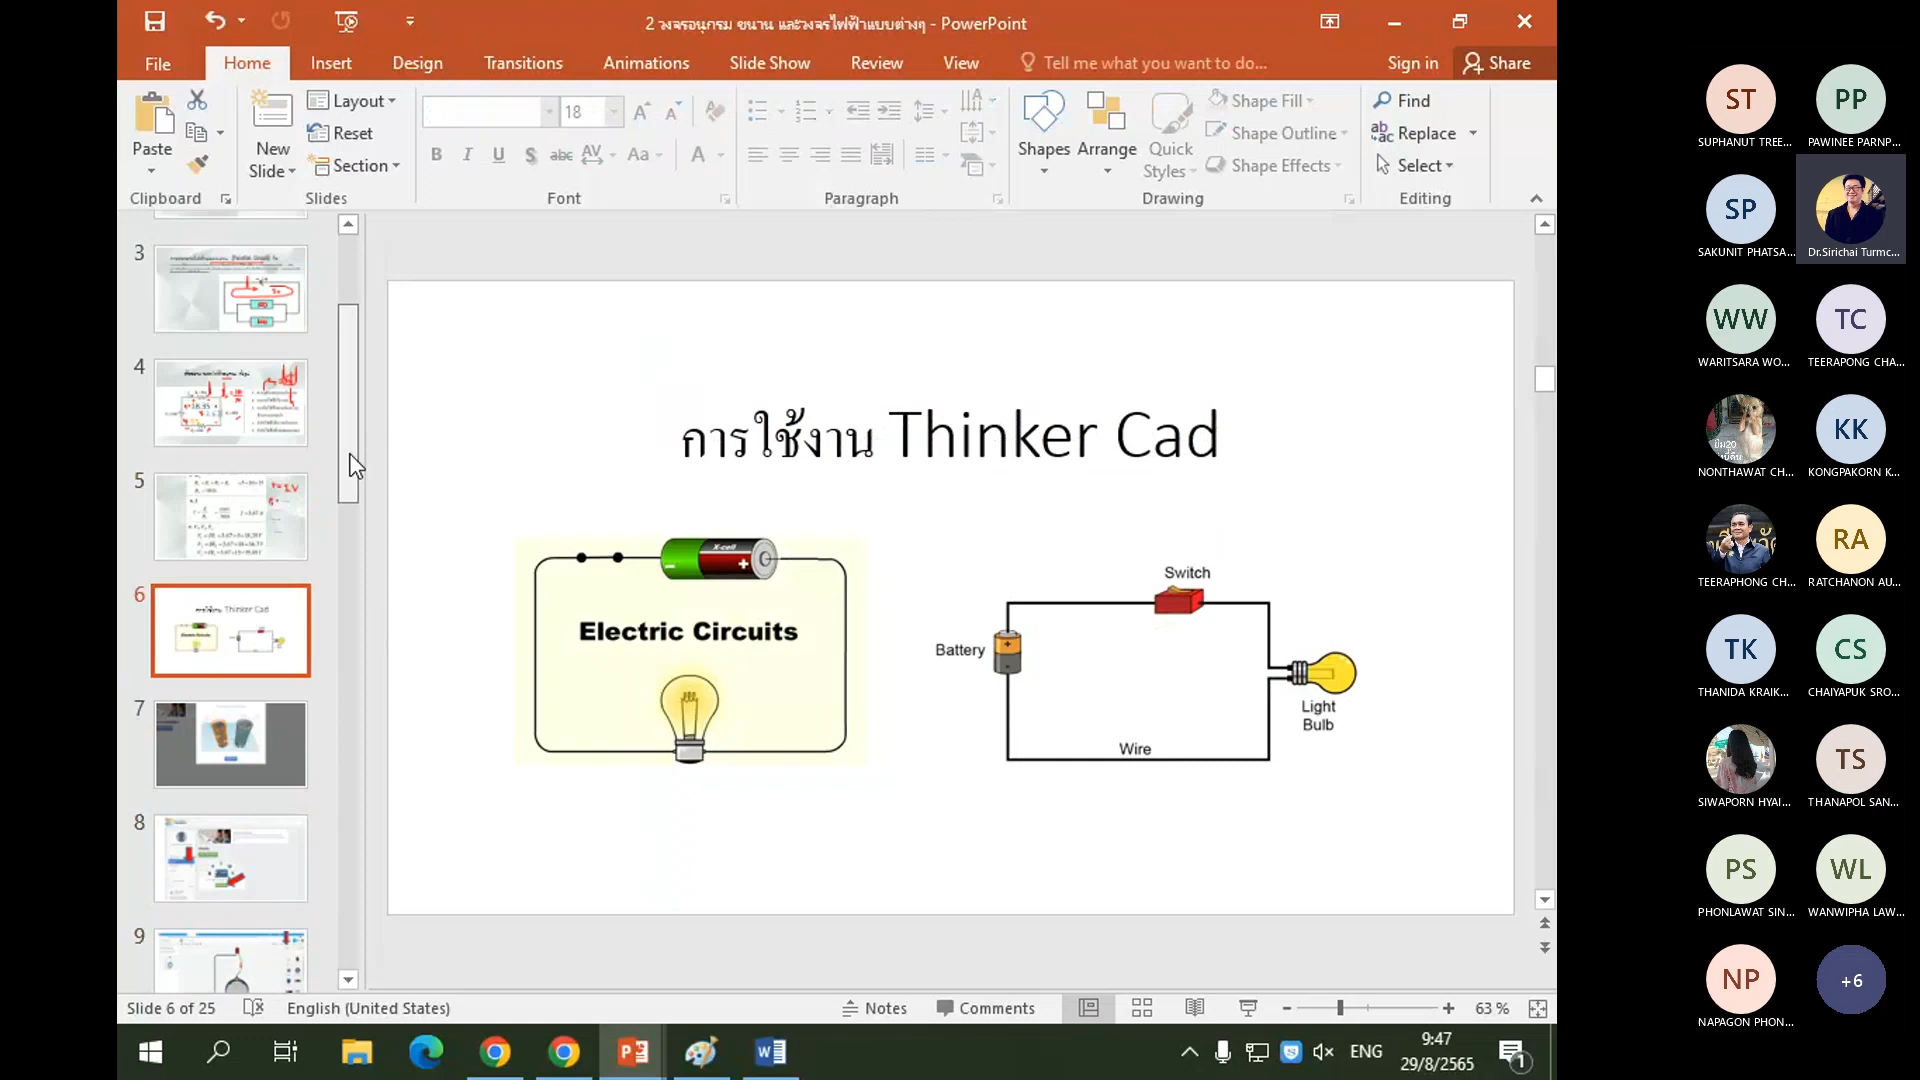 2 วงจรอนุกรม ขนาน และวงจรไฟฟ้าแบบต่างๆ - PowerPoint
File
Home
Insert
Design
Transitions
Animations
Slide Show
Review
View
Tell me what you want to do...
Sign in
Share
Paste
Clipboard
New
Slide
Layout
Reset
Section
Slides
18
B I U S abc AV Aa A
Font
Paragraph
Shapes
Arrange
Quick
Styles
Shape Fill
Shape Outline
Shape Effects
Drawing
Find
Replace
Select
Editing
3
4
5
6
7
8
9
การใช้งาน Thinker Cad
X-cell
Electric Circuits
Switch
Battery
Light
Bulb
Wire
Slide 6 of 25
English (United States)
Notes
Comments
63 %
ENG
9:47
29/8/2565
1
ST
SUPHANUT TREE...
PP
PAWINEE PARNP...
SP
SAKUNIT PHATSA...
Dr.Sirichai Turmc...
WW
WARITSARA WO...
TC
TEERAPONG CHA...
NONTHAWAT CH...
KK
KONGPAKORN K...
TEERAPHONG CH...
RA
RATCHANON AU...
TK
THANIDA KRAIK...
CS
CHAIYAPUK SRO...
SIWAPORN HYAI...
TS
THANAPOL SAN...
PS
PHONLAWAT SIN...
WL
WANWIPHA LAW...
NP
NAPAGON PHON...
+6